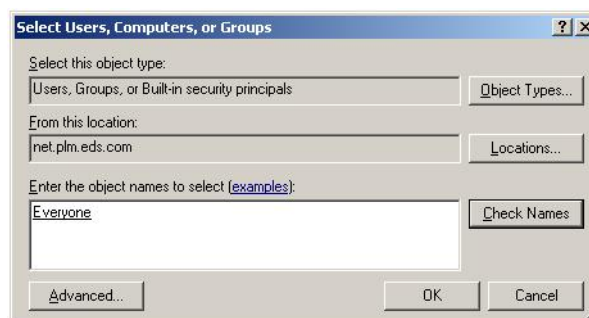 Select Users, Computers, or Groups
Select this object type:
Users, Groups, or Built-in security principals
Object Types...
From this location:
net.plm.eds.com
Locations...
Enter the object names to select (examples):
Everyone
Check Names
Advanced...
OK
Cancel